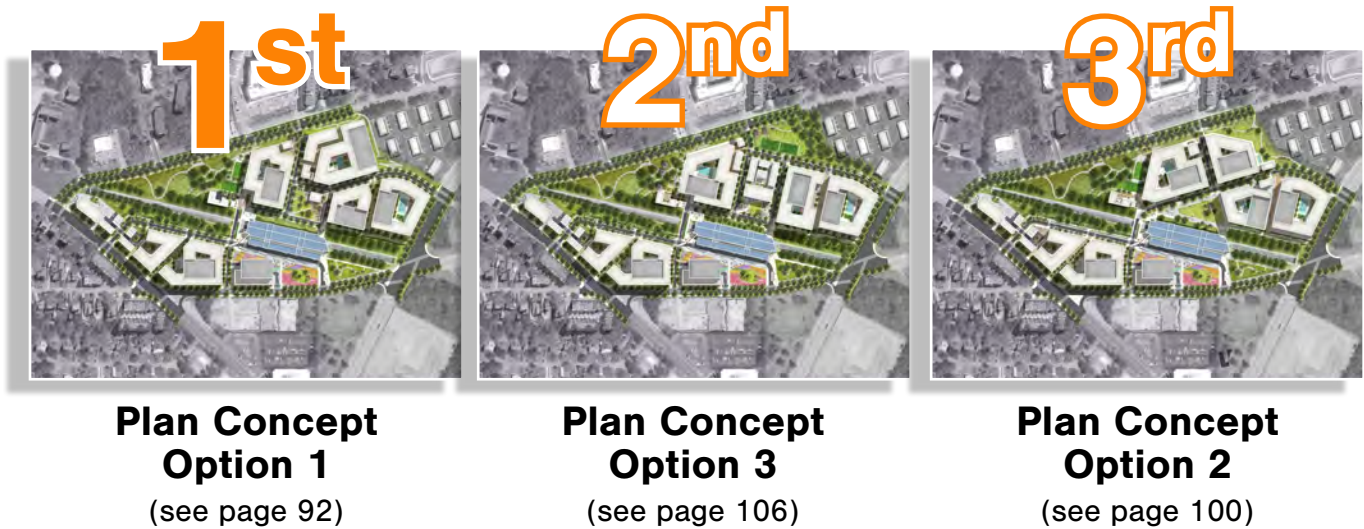 1st
2nd
3rd
Plan Concept
Option 1
(see page 92)
Plan Concept
Option 3
(see page 106)
Plan Concept
Option 2
(see page 100)